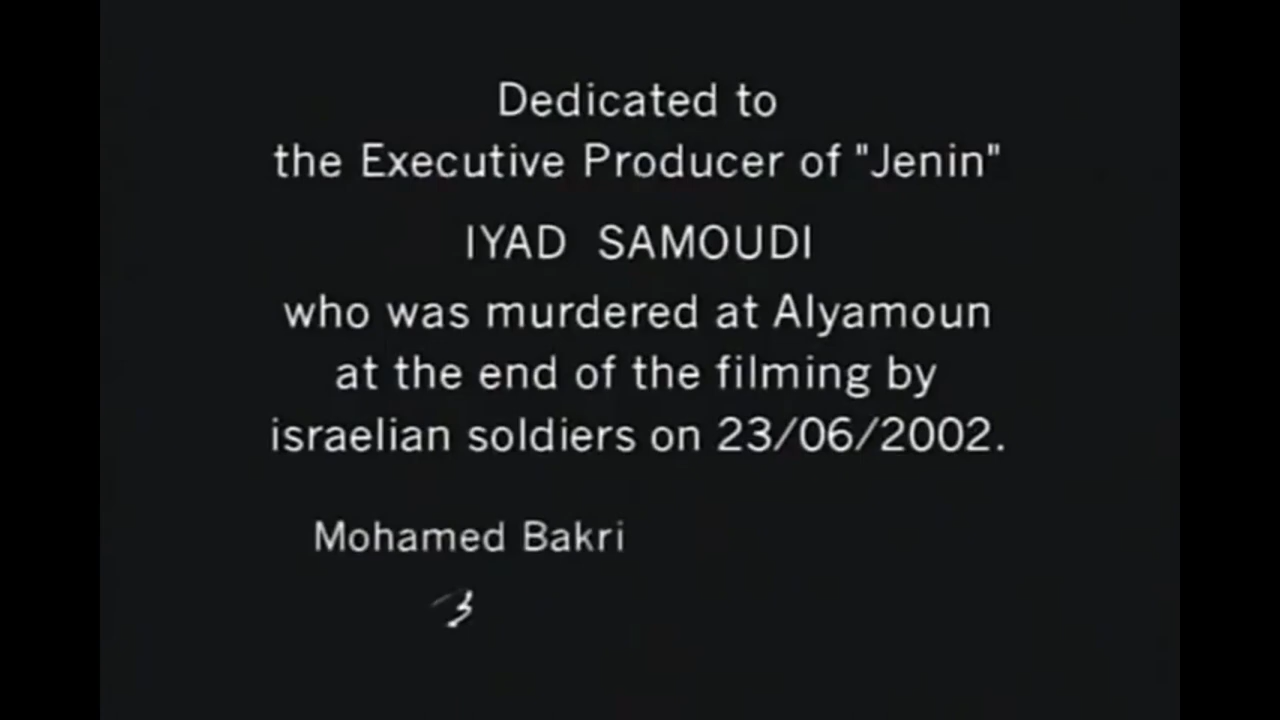 Dedicated to
the Executive Producer of "Jenin"
IYAD SAMOUDI
who was murdered at Alyamoun
at the end of the filming by
israelian soldiers on 23/06/2002.
Mohamed Bakri